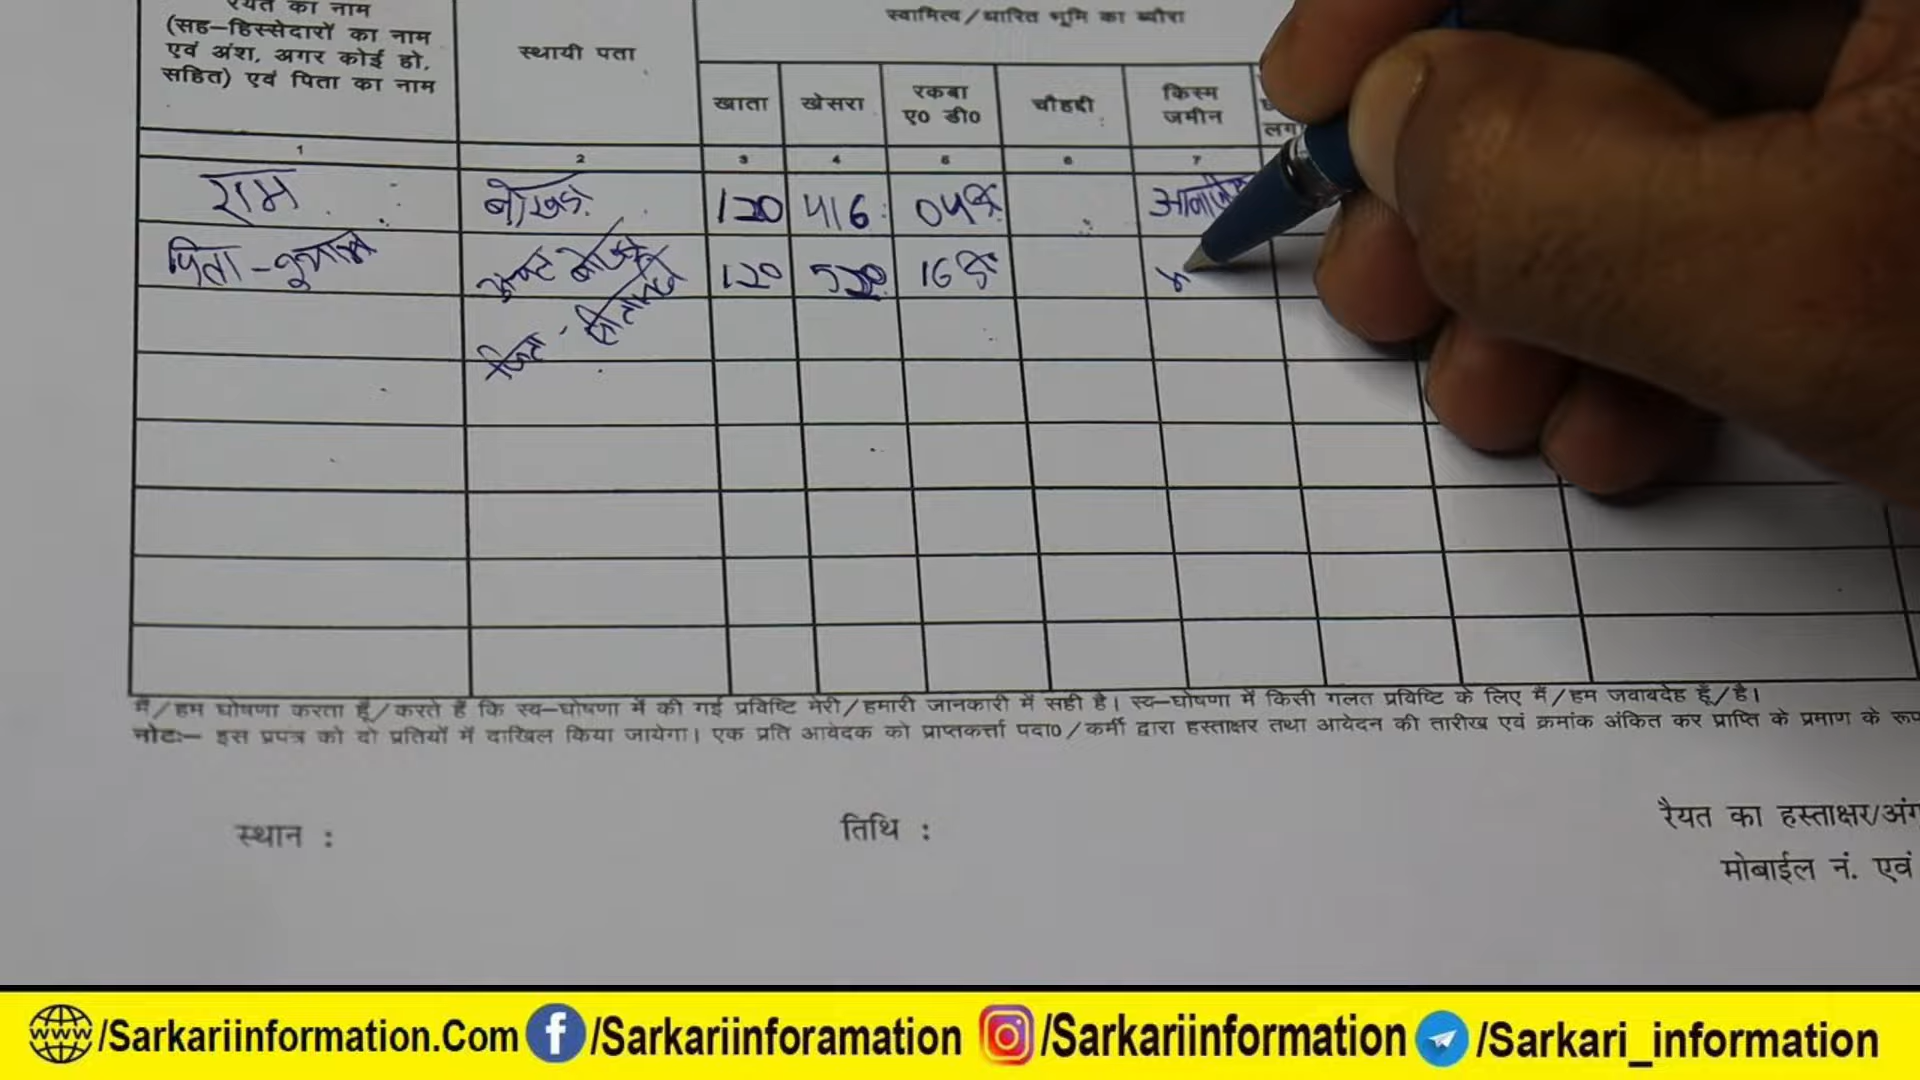 रैयत का नाम
(सह–हिस्सेदारों का नाम
एवं अंश, अगर कोई हो,
सहित) एवं पिता का नाम
स्थायी पता
स्वामित्व/धारित भूमि का ब्यौरा
खाता खेसरा रकबा
ए० डी० चौहद्दी किस्म
जमीन
लग
1 2 3 4 5 6 7
राम 120 416
पिता – 120 520 16
मैं/हम घोषणा करता हूँ/करते हैं कि स्व–घोषणा में की गई प्रविष्टि मेरी/हमारी जानकारी में सही है। स्व–घोषणा में किसी गलत प्रविष्टि के लिए मैं/हम जवाबदेह हूँ/है।
नोटः– इस प्रपत्र को दो प्रतियों में दाखिल किया जायेगा। एक प्रति आवेदक को प्राप्तकर्त्ता पदा०/कर्मी द्वारा हस्ताक्षर तथा आवेदन की तारीख एवं क्रमांक अंकित कर प्राप्ति के प्रमाण के रूप
स्थान : तिथि : रैयत का हस्ताक्षर/अंग
मोबाईल नं. एवं
/Sarkariinformation.Com /Sarkariinforamation /Sarkariinformation /Sarkari_information